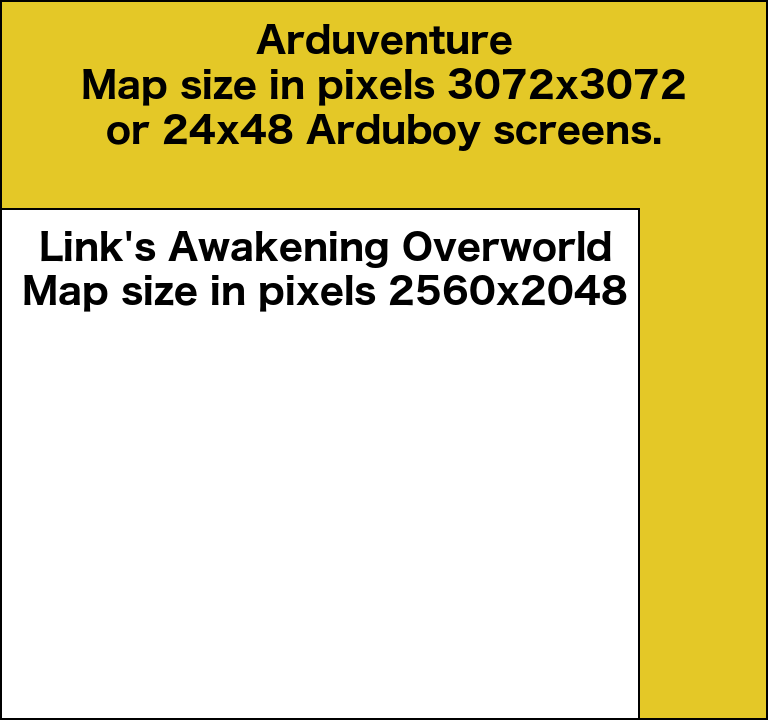 Arduventure
Map size in pixels 3072x3072
or 24x48 Arduboy screens.
Link's Awakening Overworld
Map size in pixels 2560x2048